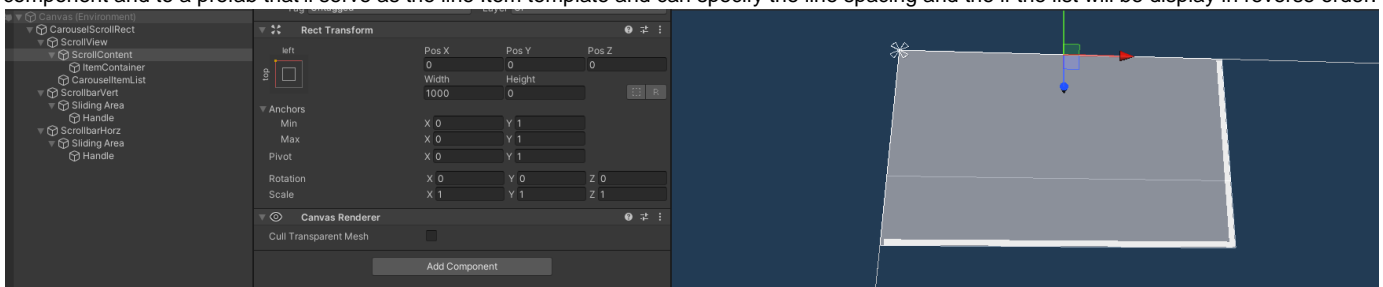 component and to a prefab that'll serve as the line-item template and can specify the line spacing and the if the list will be display in reverse order.
Canvas (Environment)
CarouselScrollRect
ScrollView
ScrollContent
ItemContainer
CarouselItemList
ScrollbarVert
Sliding Area
Handle
ScrollbarHorz
Sliding Area
Handle
Rect Transform
left
top
Pos X Pos Y Pos Z
0 0 0
Width Height
1000 0
R
Anchors
Min X 0 Y 1
Max X 0 Y 1
Pivot X 0 Y 1
Rotation X 0 Y 0 Z 0
Scale X 1 Y 1 Z 1
Canvas Renderer
Cull Transparent Mesh
Add Component